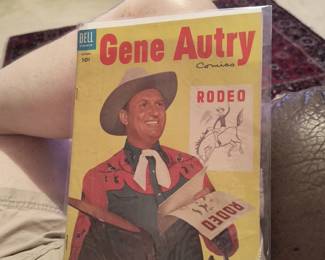 DELL
Gene Autry
10¢
Comics
RODEO
RODEO